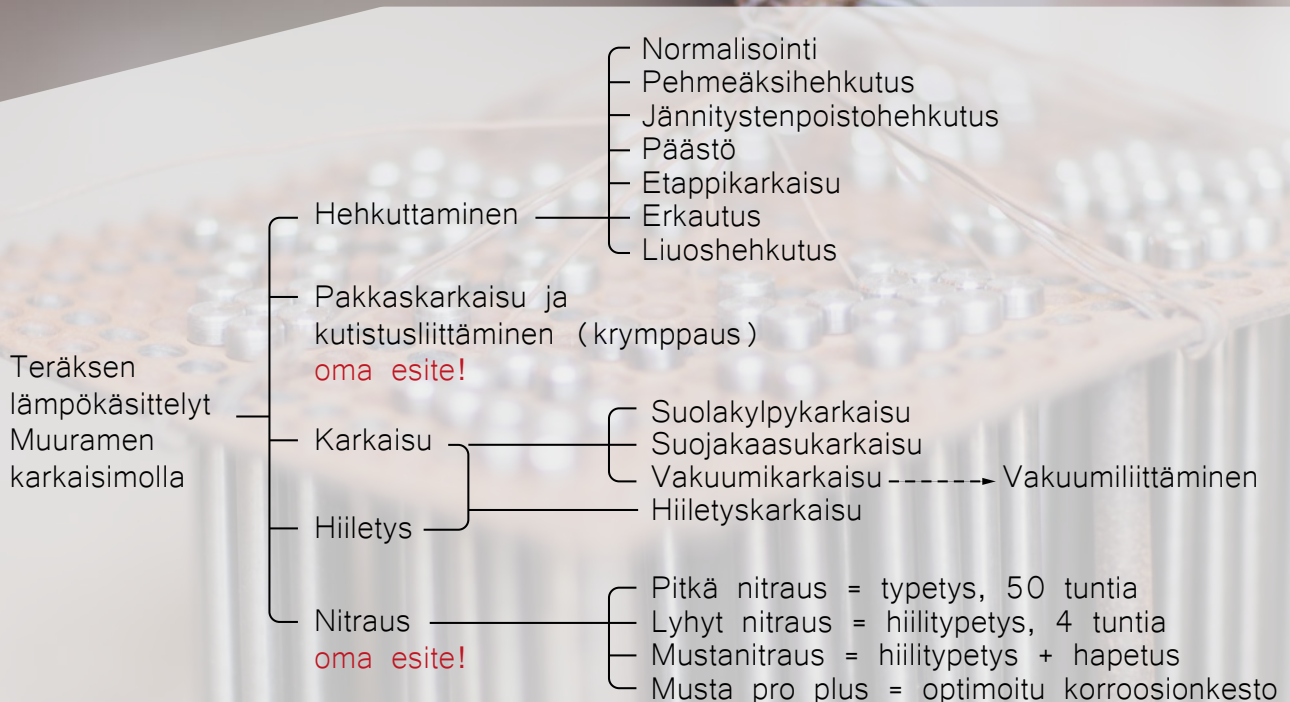 Teräksen
lämpökäsittelyt
Muuramen
karkaisimolla
Hehkuttaminen
Normalisointi
Pehmeäksihehkutus
Jännitystenpoistohehkutus
Päästö
Etappikarkaisu
Erkautus
Liuoshehkutus
Pakkaskarkaisu ja
kutistusliittäminen (krymppaus)
oma esite!
Karkaisu
Suolakylpykarkaisu
Suojakaasukarkaisu
Vakuumikarkaisu
Vakuumiliittäminen
Hiiletys
Hiiletyskarkaisu
Nitraus
oma esite!
Pitkä nitraus = typetys, 50 tuntia
Lyhyt nitraus = hiilitypetys, 4 tuntia
Mustanitraus = hiilitypetys + hapetus
Musta pro plus = optimoitu korroosionkesto